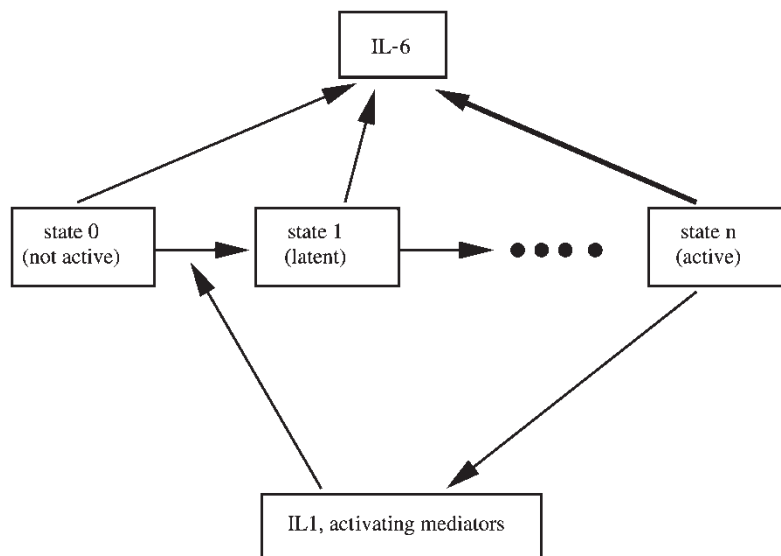 IL-6
state 0
(not active)
state 1
(latent)
state n
(active)
IL1, activating mediators